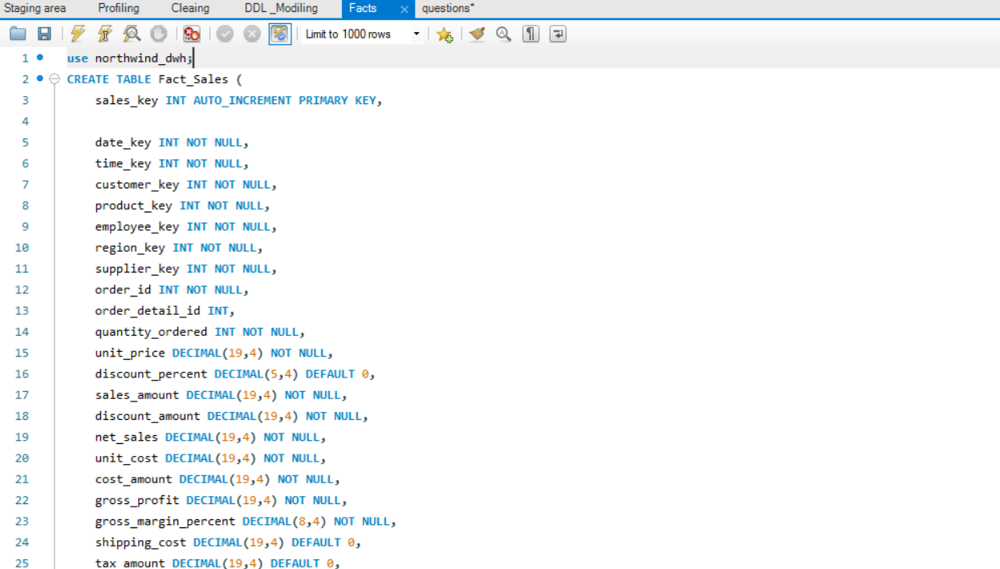 Staging area Profiling Cleaing DDL _Modiling Facts × questions*
Limit to 1000 rows
1 use northwind_dwh;
2 CREATE TABLE Fact_Sales (
3 sales_key INT AUTO_INCREMENT PRIMARY KEY,
4
5 date_key INT NOT NULL,
6 time_key INT NOT NULL,
7 customer_key INT NOT NULL,
8 product_key INT NOT NULL,
9 employee_key INT NOT NULL,
10 region_key INT NOT NULL,
11 supplier_key INT NOT NULL,
12 order_id INT NOT NULL,
13 order_detail_id INT,
14 quantity_ordered INT NOT NULL,
15 unit_price DECIMAL(19,4) NOT NULL,
16 discount_percent DECIMAL(5,4) DEFAULT 0,
17 sales_amount DECIMAL(19,4) NOT NULL,
18 discount_amount DECIMAL(19,4) NOT NULL,
19 net_sales DECIMAL(19,4) NOT NULL,
20 unit_cost DECIMAL(19,4) NOT NULL,
21 cost_amount DECIMAL(19,4) NOT NULL,
22 gross_profit DECIMAL(19,4) NOT NULL,
23 gross_margin_percent DECIMAL(8,4) NOT NULL,
24 shipping_cost DECIMAL(19,4) DEFAULT 0,
25 tax_amount DECIMAL(19,4) DEFAULT 0,